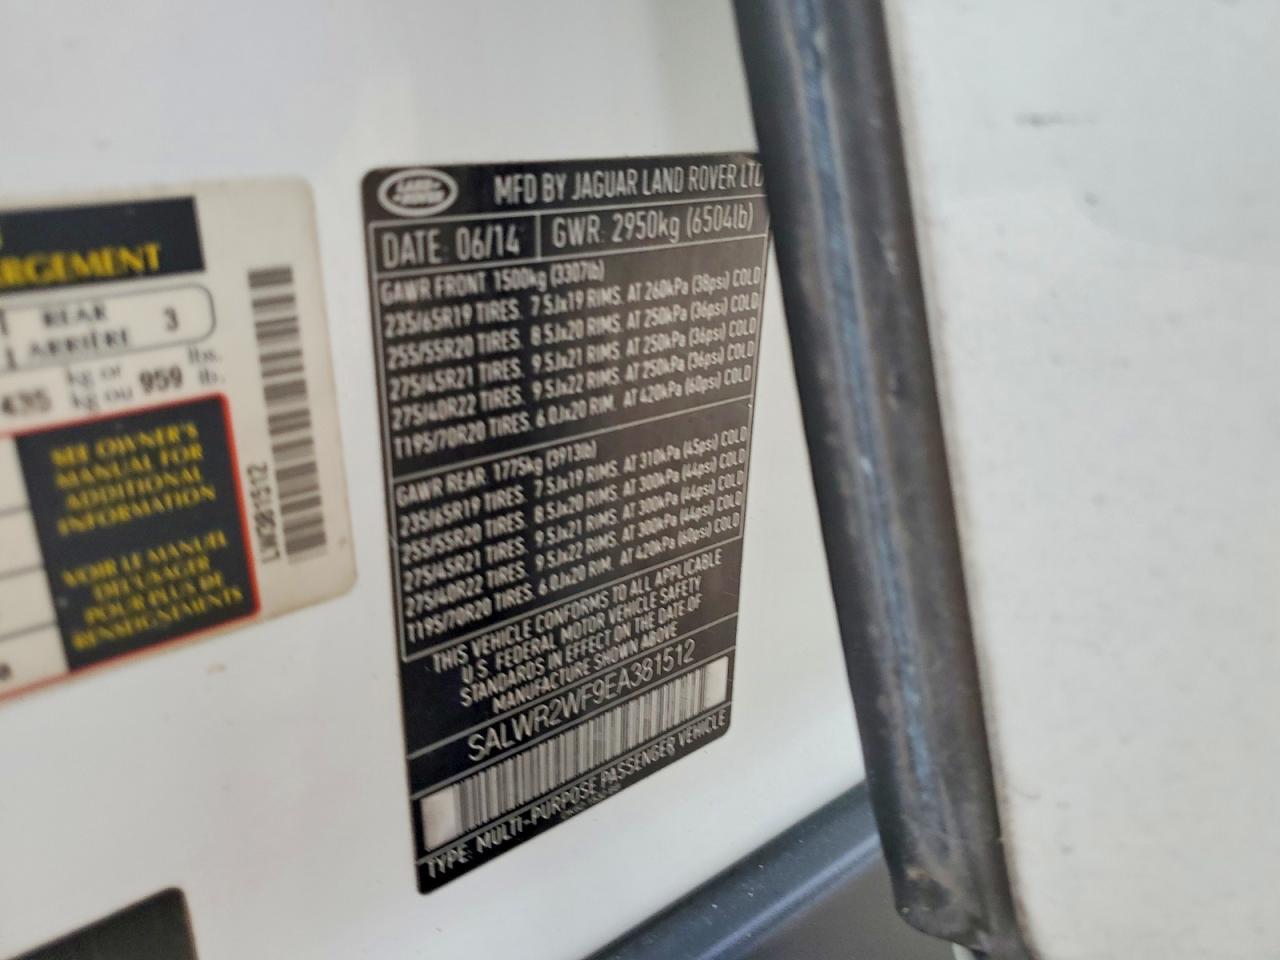 RGEMENT
REAR 3
ARRIÈRE
435 kg or 959 lbs.
kg ou lb.
SEE OWNER'S
MANUAL FOR
ADDITIONAL
INFORMATION
VOIR LE MANUEL
DE L'USAGER
POUR PLUS DE
RENSEIGNEMENTS
LW981512
LAND ROVER
MFD BY JAGUAR LAND ROVER LTD
DATE: 06/14 GWR: 2950kg (6504lb)
GAWR FRONT. 1500kg (3307lb)
235/65R19 TIRES. 7.5Jx19 RIMS. AT 260kPa (38psi) COLD
255/55R20 TIRES. 8.5Jx20 RIMS. AT 250kPa (36psi) COLD
275/45R21 TIRES. 9.5Jx21 RIMS. AT 250kPa (36psi) COLD
275/40R22 TIRES. 9.5Jx22 RIMS. AT 250kPa (36psi) COLD
T195/70R20 TIRES. 6.0Jx20 RIM. AT 420kPa (60psi) COLD
GAWR REAR. 1775kg (3913lb)
235/65R19 TIRES. 7.5Jx19 RIMS. AT 310kPa (45psi) COLD
255/55R20 TIRES. 8.5Jx20 RIMS. AT 300kPa (44psi) COLD
275/45R21 TIRES. 9.5Jx21 RIMS. AT 300kPa (44psi) COLD
275/40R22 TIRES. 9.5Jx22 RIMS. AT 300kPa (44psi) COLD
T195/70R20 TIRES. 6.0Jx20 RIM. AT 420kPa (60psi) COLD
THIS VEHICLE CONFORMS TO ALL APPLICABLE
U.S. FEDERAL MOTOR VEHICLE SAFETY
STANDARDS IN EFFECT ON THE DATE OF
MANUFACTURE SHOWN ABOVE
SALWR2WF9EA381512
TYPE: MULTI-PURPOSE PASSENGER VEHICLE